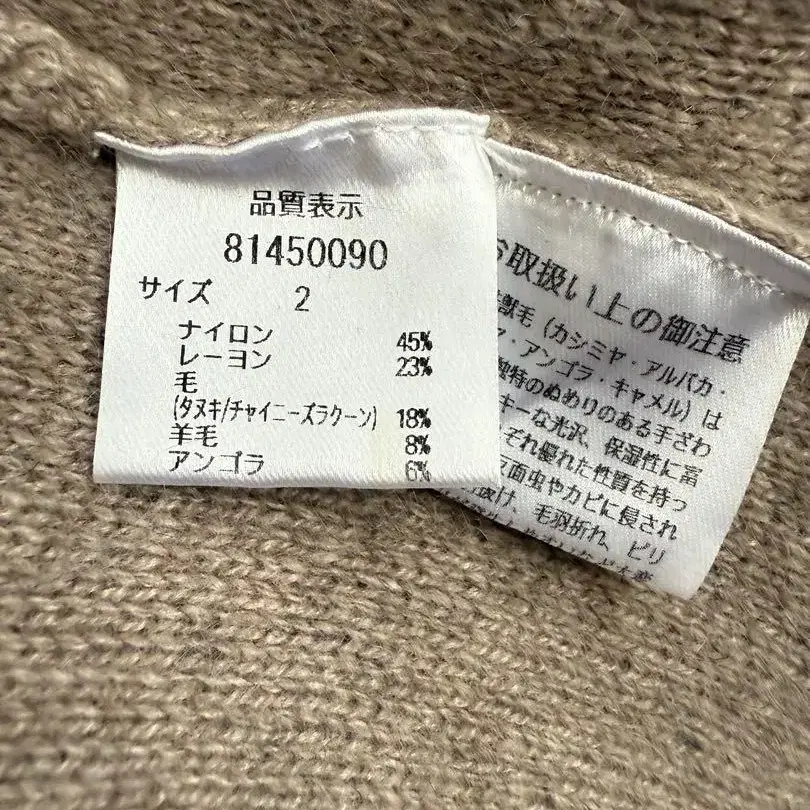 品質表示
81450090
サイズ 2
ナイロン 45%
レーヨン 23%
毛
(タヌキ/チャイニーズラクーン) 18%
羊毛 8%
アンゴラ 6%
お取扱い上の御注意
獣毛(カシミヤ・アルパカ・
・アンゴラ・キャメル)は
独特のぬめりのある手ざわ
キーな光沢、保湿性に富
ぞれ優れた性質を持つ
反面虫やカビに侵され
抜け、毛羽折れ、ピリ